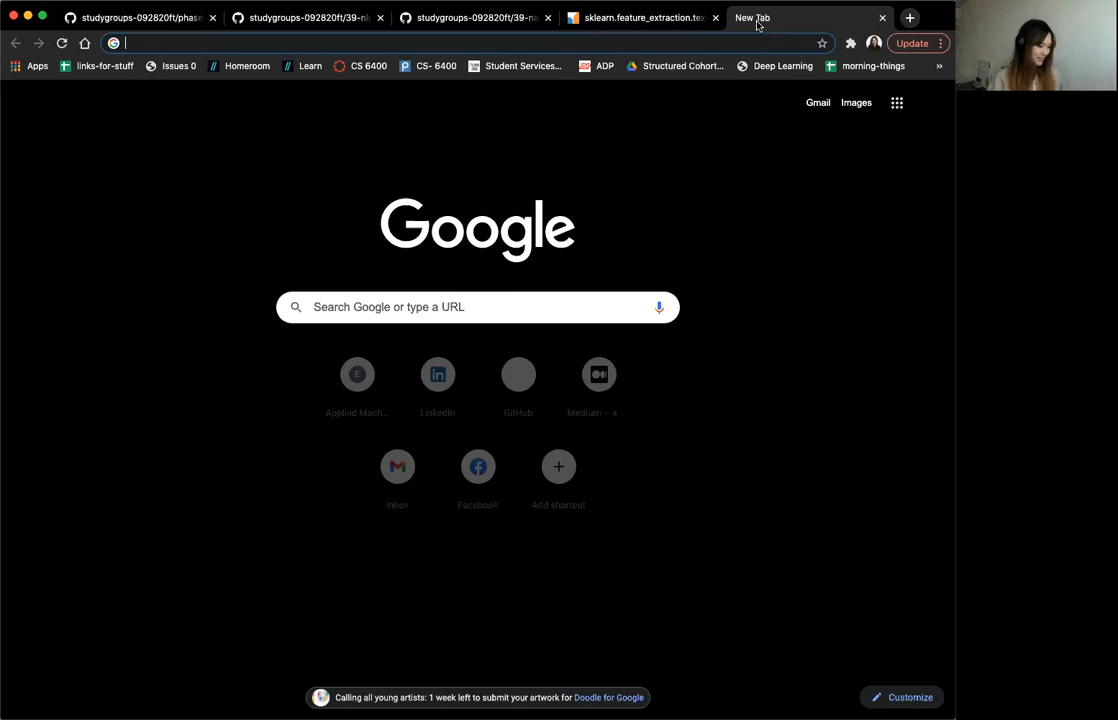 studygroups-092820ft/phase
studygroups-092820ft/39-nl
studygroups-092820ft/39-na
sklearn.feature_extraction.tex
New Tab
Update
Apps
links-for-stuff
Issues 0
Homeroom
Learn
CS 6400
CS- 6400
Student Services...
ADP
Structured Cohort...
Deep Learning
morning-things
»
Gmail
Images
Google
Search Google or type a URL
E
Applied Machi...
LinkedIn
GitHub
Medium – a ...
Inbox
Facebook
Add shortcut
Calling all young artists: 1 week left to submit your artwork for Doodle for Google
Customize